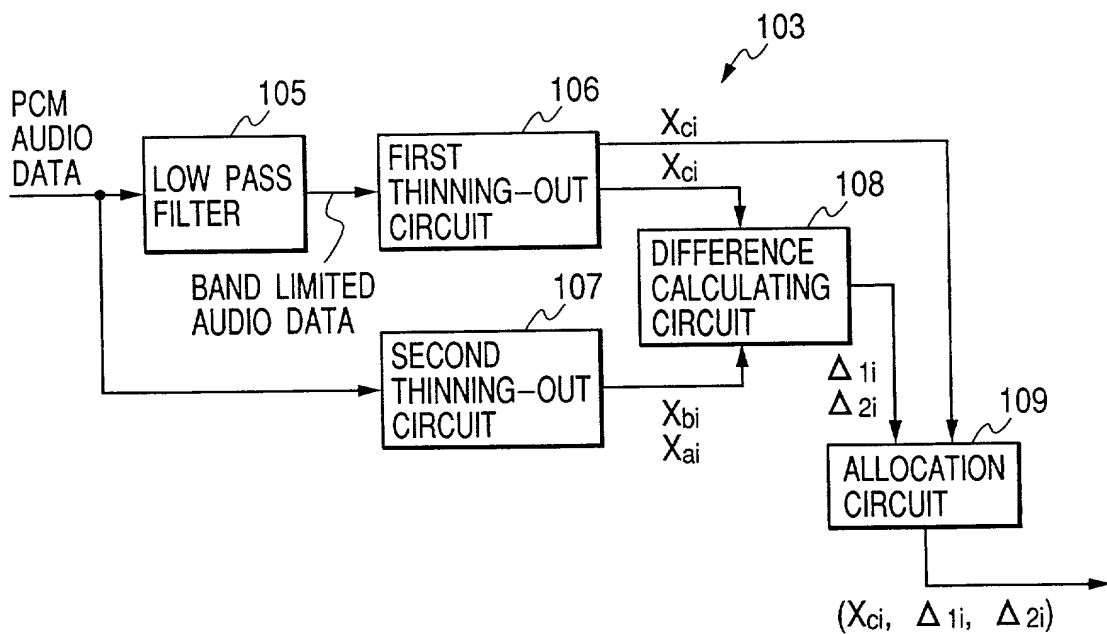 103
PCM
AUDIO
DATA
105
LOW PASS
FILTER
BAND LIMITED
AUDIO DATA
106
FIRST
THINNING-OUT
CIRCUIT
Xci
Xci
107
SECOND
THINNING-OUT
CIRCUIT
Xbi
Xai
108
DIFFERENCE
CALCULATING
CIRCUIT
Δ1i
Δ2i
109
ALLOCATION
CIRCUIT
(Xci, Δ1i, Δ2i)